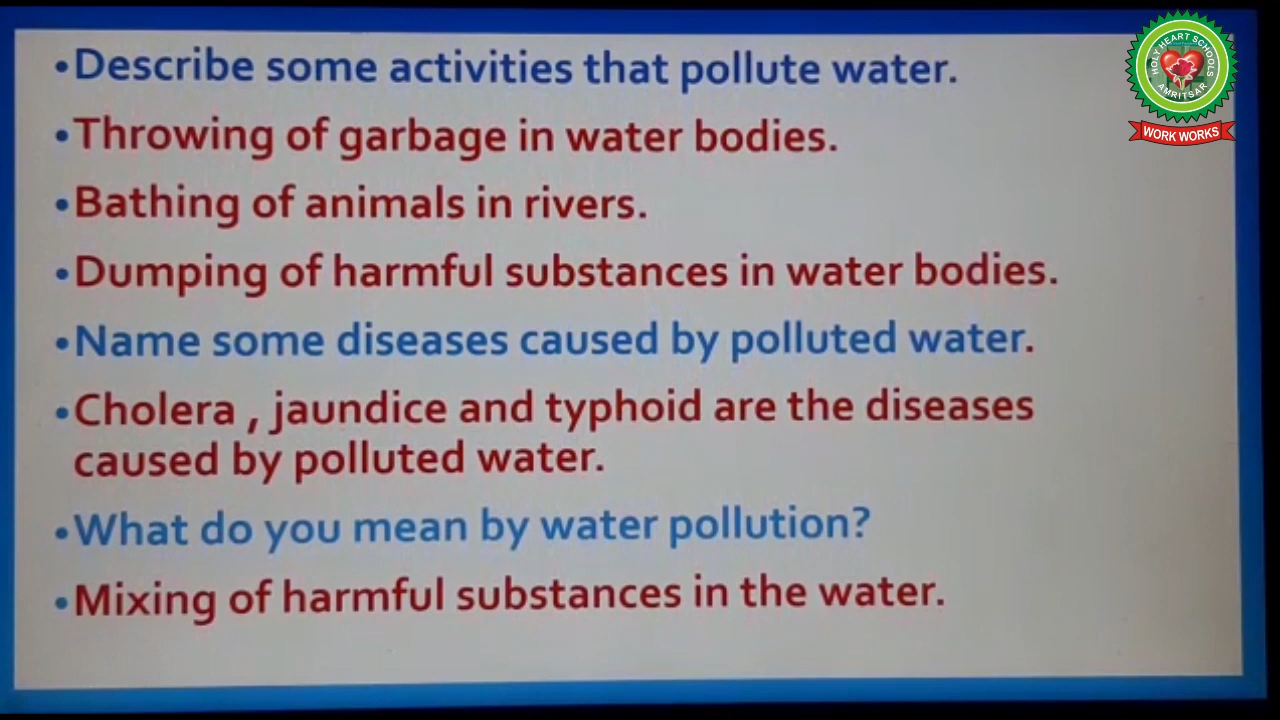 •Describe some activities that pollute water.
HOLY HEART SCHOOLS
AMRITSAR
WORK WORKS
•Throwing of garbage in water bodies.
•Bathing of animals in rivers.
•Dumping of harmful substances in water bodies.
•Name some diseases caused by polluted water.
•Cholera , jaundice and typhoid are the diseases
caused by polluted water.
•What do you mean by water pollution?
•Mixing of harmful substances in the water.